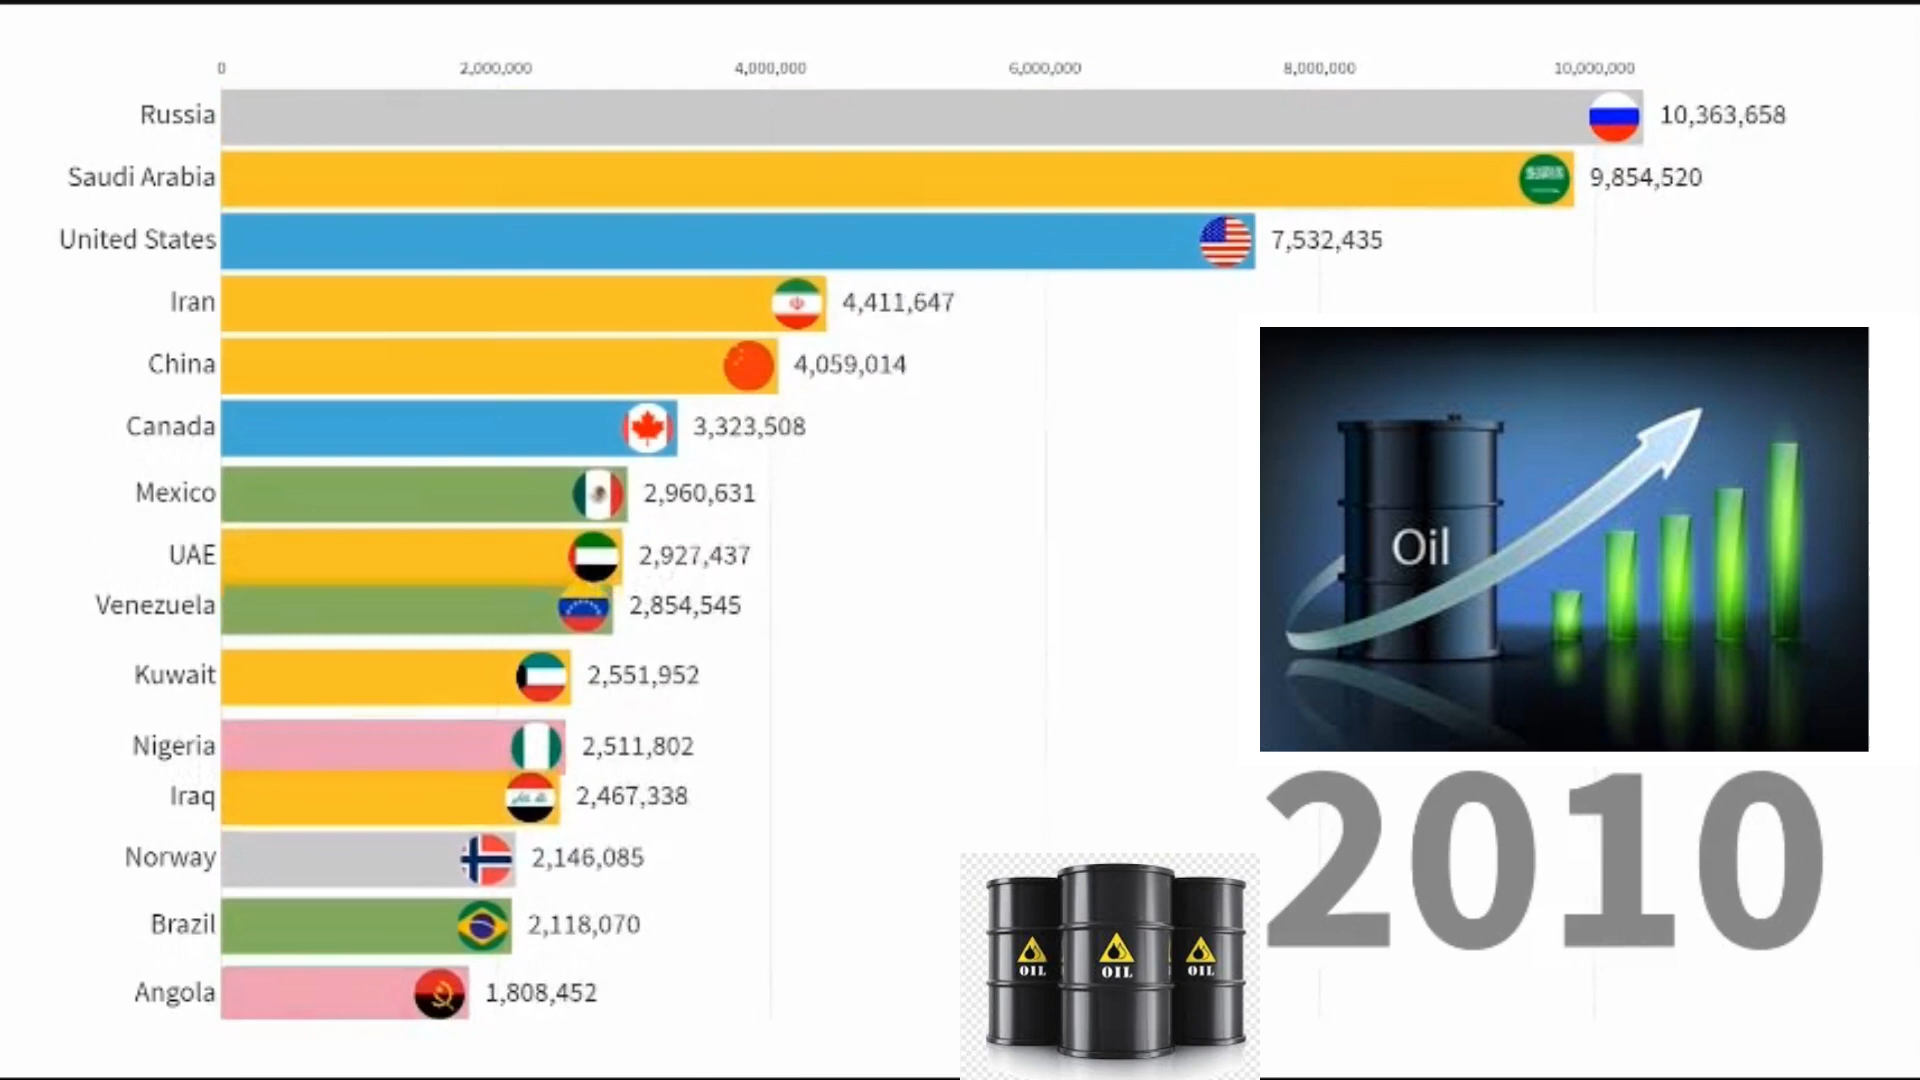 0 2,000,000 4,000,000 6,000,000 8,000,000 10,000,000
Russia 10,363,658
Saudi Arabia 9,854,520
United States 7,532,435
Iran 4,411,647
China 4,059,014
Canada 3,323,508
Mexico 2,960,631
UAE 2,927,437
Venezuela 2,854,545
Kuwait 2,551,952
Nigeria 2,511,802
Iraq 2,467,338
Norway 2,146,085
Brazil 2,118,070
Angola 1,808,452
Oil
2010
OIL OIL OIL